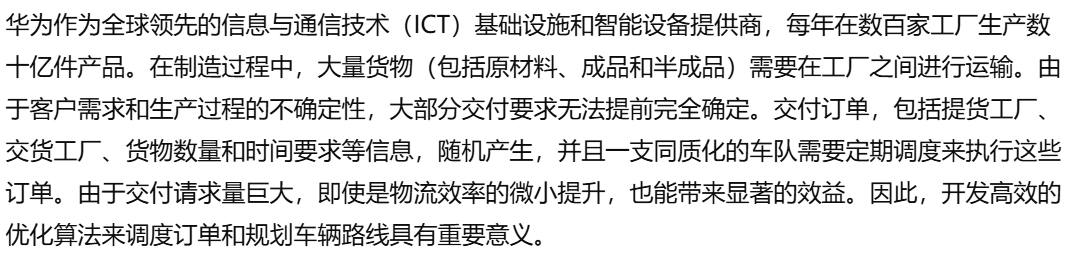 华为作为全球领先的信息与通信技术（ICT）基础设施和智能设备提供商，每年在数百家工厂生产数
十亿件产品。在制造过程中，大量货物（包括原材料、成品和半成品）需要在工厂之间进行运输。由
于客户需求和生产过程的不确定性，大部分交付要求无法提前完全确定。交付订单，包括提货工厂、
交货工厂、货物数量和时间要求等信息，随机产生，并且一支同质化的车队需要定期调度来执行这些
订单。由于交付请求量巨大，即使是物流效率的微小提升，也能带来显著的效益。因此，开发高效的
优化算法来调度订单和规划车辆路线具有重要意义。